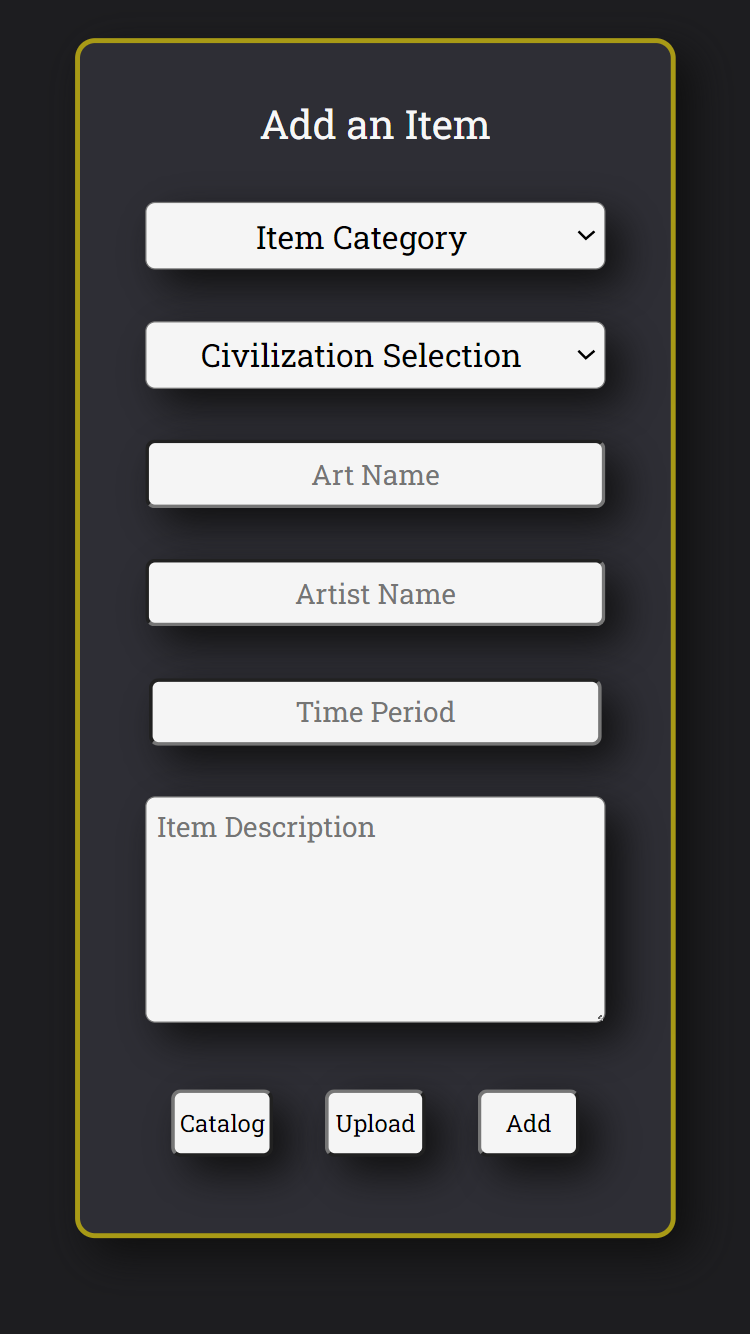 Add an Item
Item Category
Civilization Selection
Art Name
Artist Name
Time Period
Item Description
Catalog
Upload
Add